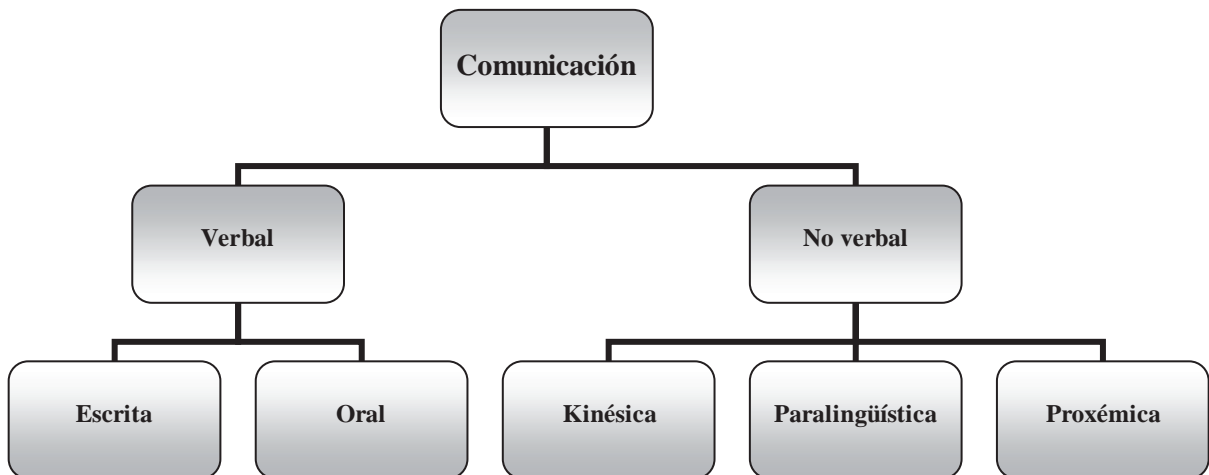 Comunicación
Verbal
No verbal
Escrita
Oral
Kinésica
Paralingüística
Proxémica